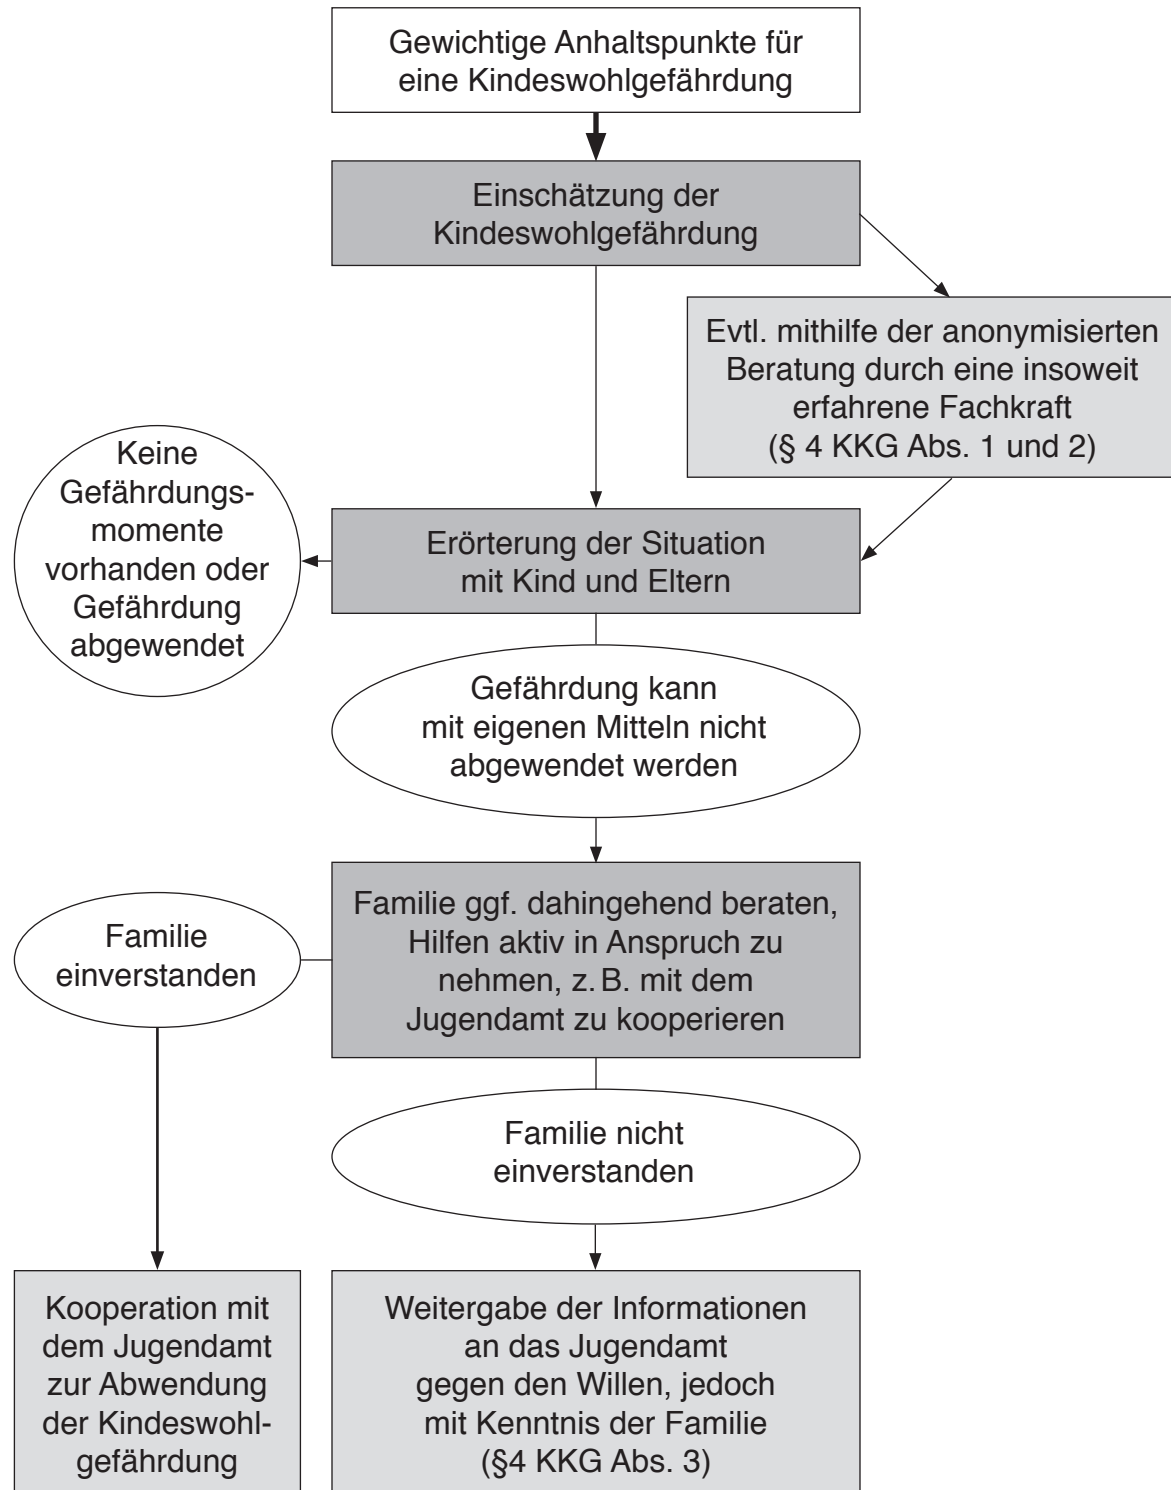 Gewichtige Anhaltspunkte für
eine Kindeswohlgefährdung
Einschätzung der
Kindeswohlgefährdung
Evtl. mithilfe der anonymisierten
Beratung durch eine insoweit
erfahrene Fachkraft
(§ 4 KKG Abs. 1 und 2)
Keine
Gefährdungs-
momente
vorhanden oder
Gefährdung
abgewendet
Erörterung der Situation
mit Kind und Eltern
Gefährdung kann
mit eigenen Mitteln nicht
abgewendet werden
Familie ggf. dahingehend beraten,
Hilfen aktiv in Anspruch zu
nehmen, z. B. mit dem
Jugendamt zu kooperieren
Familie
einverstanden
Familie nicht
einverstanden
Kooperation mit
dem Jugendamt
zur Abwendung
der Kindeswohl-
gefährdung
Weitergabe der Informationen
an das Jugendamt
gegen den Willen, jedoch
mit Kenntnis der Familie
(§4 KKG Abs. 3)